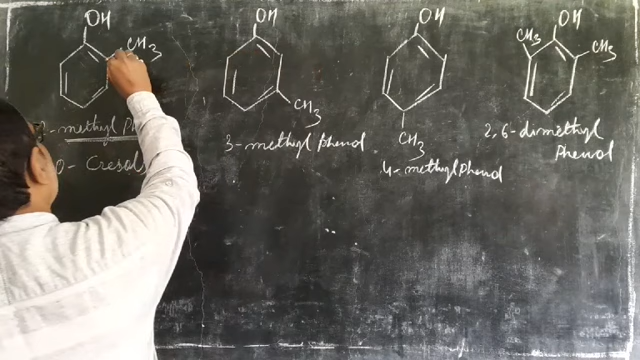 OH
CH3
2-methyl Ph
O-Cresols
OH
CH3
3-methyl Phenol
OH
CH3
4-methyl Phenol
OH
CH3
CH3
2,6-dimethyl
Phenol